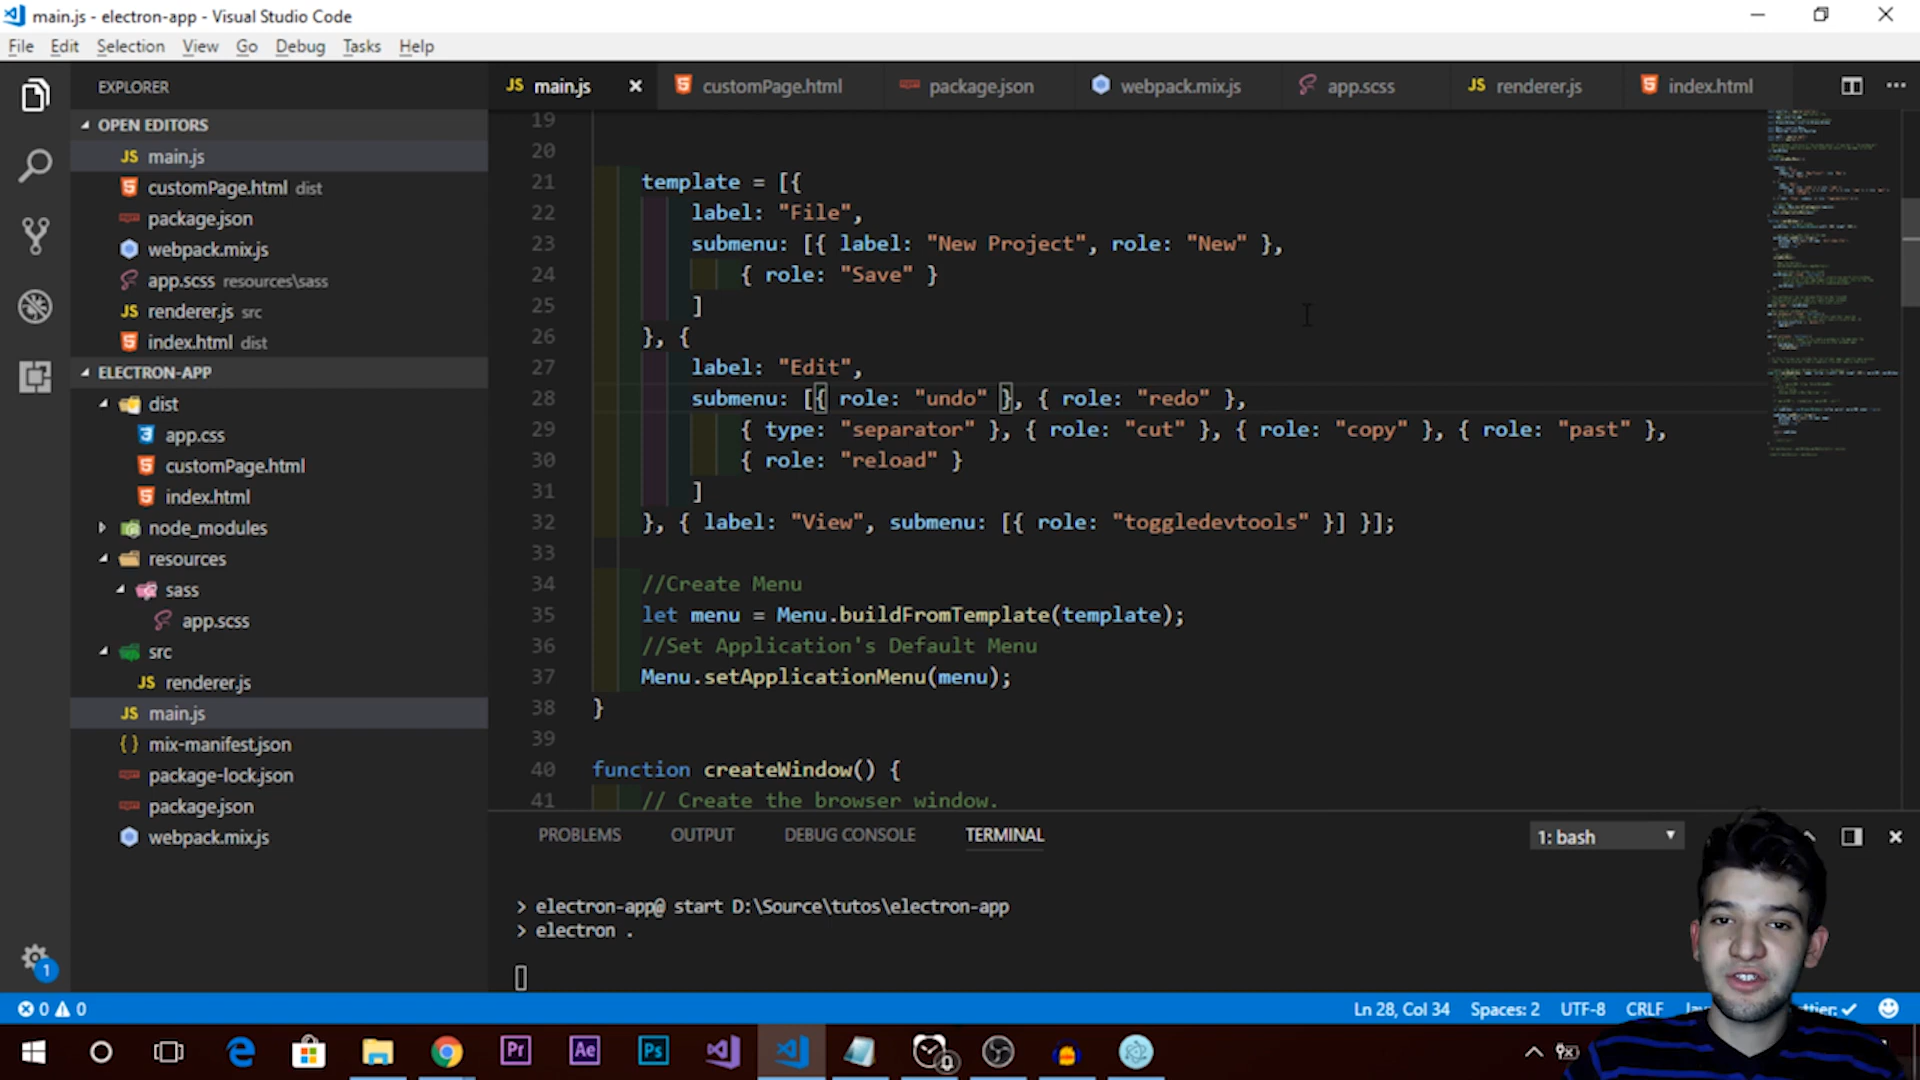 main.js - electron-app - Visual Studio Code
File Edit Selection View Go Debug Tasks Help
EXPLORER
OPEN EDITORS
JS main.js
customPage.html dist
package.json
webpack.mix.js
app.scss resources\sass
JS renderer.js src
index.html dist
ELECTRON-APP
dist
app.css
customPage.html
index.html
node_modules
resources
sass
app.scss
src
JS renderer.js
JS main.js
{ } mix-manifest.json
package-lock.json
package.json
webpack.mix.js
JS main.js customPage.html package.json webpack.mix.js app.scss JS renderer.js index.html
19
20
21 template = [{
22 label: "File",
23 submenu: [{ label: "New Project", role: "New" },
24 { role: "Save" }
25 ]
26 }, {
27 label: "Edit",
28 submenu: [{ role: "undo" }, { role: "redo" },
29 { type: "separator" }, { role: "cut" }, { role: "copy" }, { role: "past" },
30 { role: "reload" }
31 ]
32 }, { label: "View", submenu: [{ role: "toggledevtools" }] }];
33
34 //Create Menu
35 let menu = Menu.buildFromTemplate(template);
36 //Set Application's Default Menu
37 Menu.setApplicationMenu(menu);
38 }
39
40 function createWindow() {
41 // Create the browser window.
PROBLEMS OUTPUT DEBUG CONSOLE TERMINAL 1: bash
> electron-app@ start D:\Source\tutos\electron-app
> electron .
1
0 0 Ln 28, Col 34 Spaces: 2 UTF-8 CRLF
Pr Ae Ps